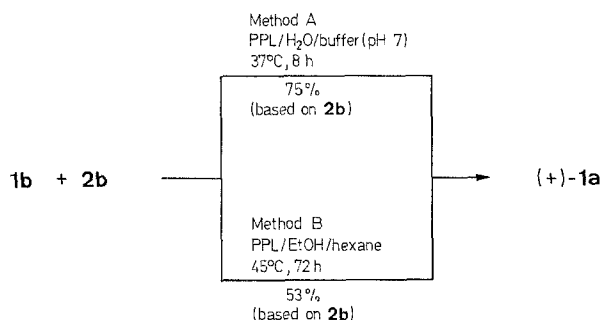 Method A
PPL/H₂O/buffer (pH 7)
37°C, 8 h
75%
(based on 2b)
1b + 2b
(+)-1a
Method B
PPL/EtOH/hexane
45°C, 72 h
53%
(based on 2b)